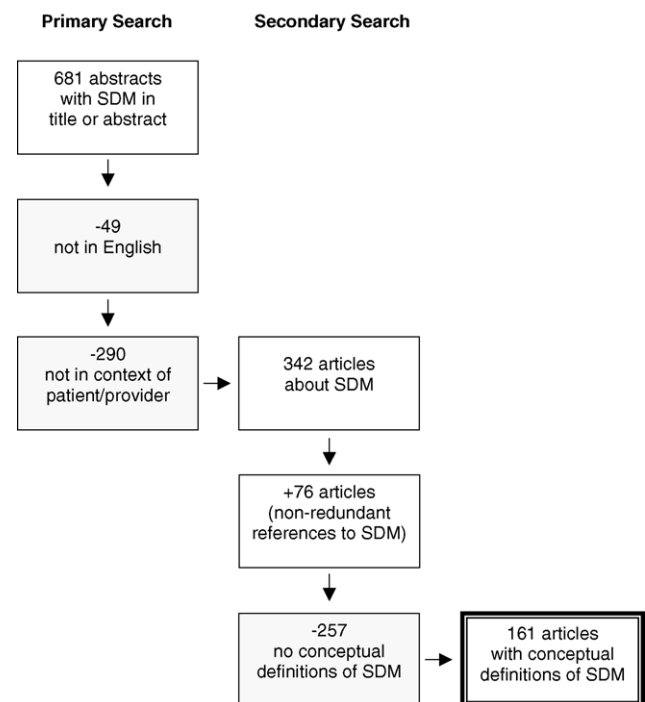 Primary Search
Secondary Search
681 abstracts
with SDM in
title or abstract
-49
not in English
-290
not in context of
patient/provider
342 articles
about SDM
+76 articles
(non-redundant
references to SDM)
-257
no conceptual
definitions of SDM
161 articles
with conceptual
definitions of SDM